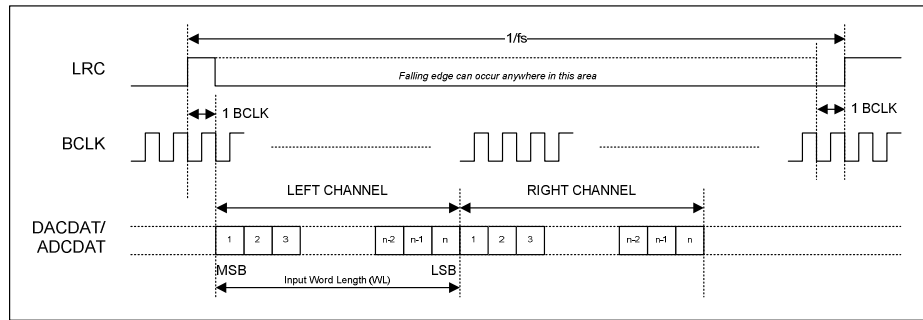 1/fs
LRC
Falling edge can occur anywhere in this area
1 BCLK
1 BCLK
BCLK
LEFT CHANNEL
RIGHT CHANNEL
DACDAT/
ADCDAT
1 2 3 n-2 n-1 n 1 2 3 n-2 n-1 n
MSB
LSB
Input Word Length (WL)